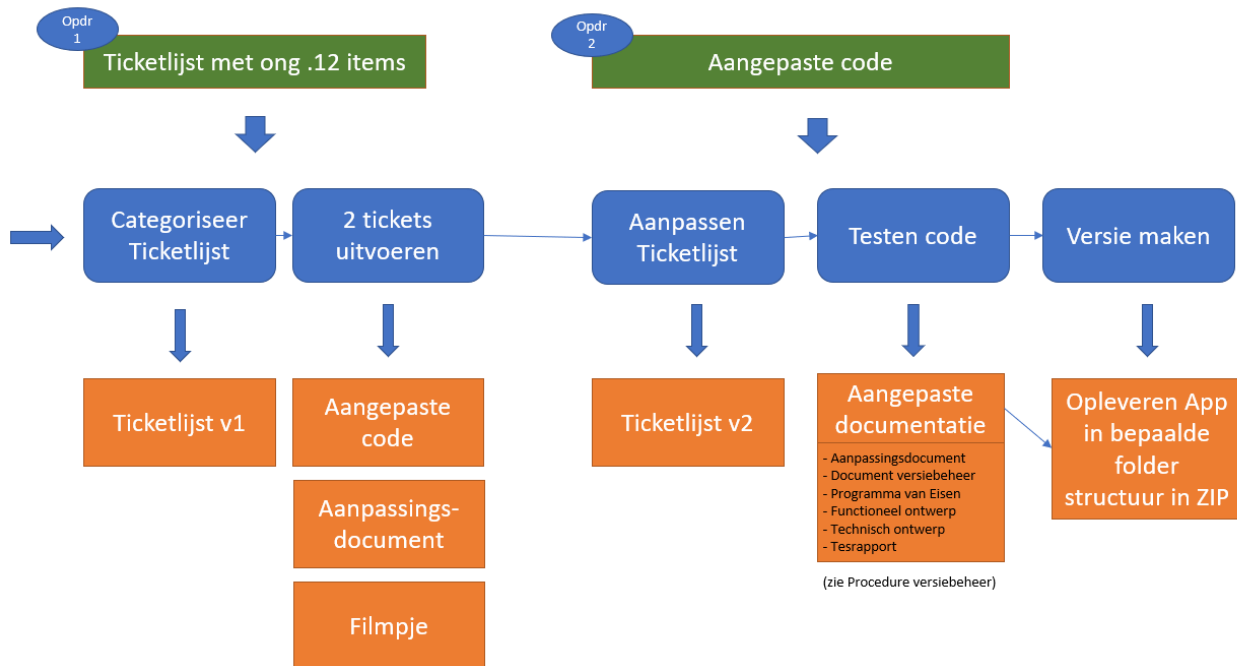 Opdr
1
Ticketlijst met ong .12 items
Opdr
2
Aangepaste code
Categoriseer
Ticketlijst
2 tickets
uitvoeren
Aanpassen
Ticketlijst
Testen code
Versie maken
Ticketlijst v1
Aangepaste
code
Aanpassings-
document
Filmpje
Ticketlijst v2
Aangepaste
documentatie
- Aanpassingsdocument
- Document versiebeheer
- Programma van Eisen
- Functioneel ontwerp
- Technisch ontwerp
- Tesrapport
(zie Procedure versiebeheer)
Opleveren App
in bepaalde
folder
structuur in ZIP